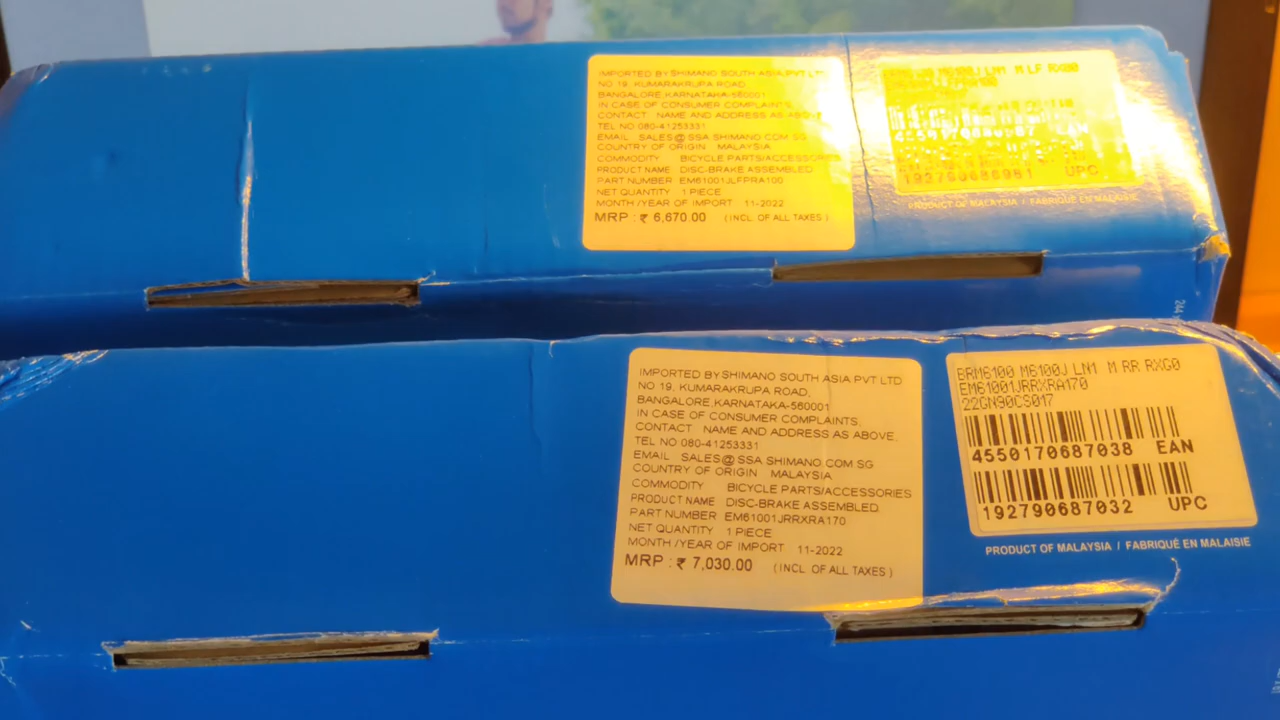 IMPORTED BY SHIMANO SOUTH ASIA PVT LTD
NO 19, KUMARAKRUPA ROAD,
BANGALORE,KARNATAKA-560001
IN CASE OF CONSUMER COMPLAINTS,
CONTACT NAME AND ADDRESS AS
TEL NO 080-41253331
EMAIL SALES@SSA SHIMANO COM SG
COUNTRY OF ORIGIN MALAYSIA
COMMODITY BICYCLE PARTS/ACCESSORIES
PRODUCT NAME DISC-BRAKE ASSEMBLED
PART NUMBER EM61001JLFPRA100
NET QUANTITY 1 PIECE
MONTH /YEAR OF IMPORT 11-2022
MRP : ₹ 6,670.00 (INCL. OF ALL TAXES )
BRM6100 M6100J LN1 M LF RXG0
EAN
192790686981 UPC
PRODUCT OF MALAYSIA / FABRIQUÉ EN MALAISIE
244
IMPORTED BY SHIMANO SOUTH ASIA PVT LTD
NO 19, KUMARAKRUPA ROAD,
BANGALORE,KARNATAKA-560001
IN CASE OF CONSUMER COMPLAINTS,
CONTACT NAME AND ADDRESS AS ABOVE.
TEL NO 080-41253331
EMAIL SALES@SSA SHIMANO COM SG
COUNTRY OF ORIGIN MALAYSIA
COMMODITY BICYCLE PARTS/ACCESSORIES
PRODUCT NAME DISC-BRAKE ASSEMBLED.
PART NUMBER EM61001JRRXRA170
NET QUANTITY 1 PIECE
MONTH /YEAR OF IMPORT 11-2022
MRP : ₹ 7,030.00 (INCL. OF ALL TAXES )
BRM6100 M6100J LN1 M RR RXG0
EM61001JRRXRA170
22GN90CS017
4550170687038 EAN
192790687032 UPC
PRODUCT OF MALAYSIA / FABRIQUÉ EN MALAISIE